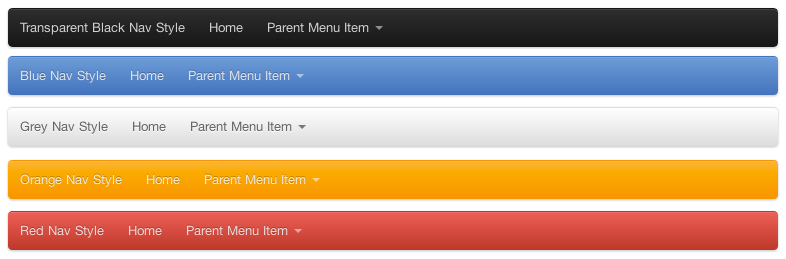 Transparent Black Nav Style Home Parent Menu Item
Blue Nav Style Home Parent Menu Item
Grey Nav Style Home Parent Menu Item
Orange Nav Style Home Parent Menu Item
Red Nav Style Home Parent Menu Item